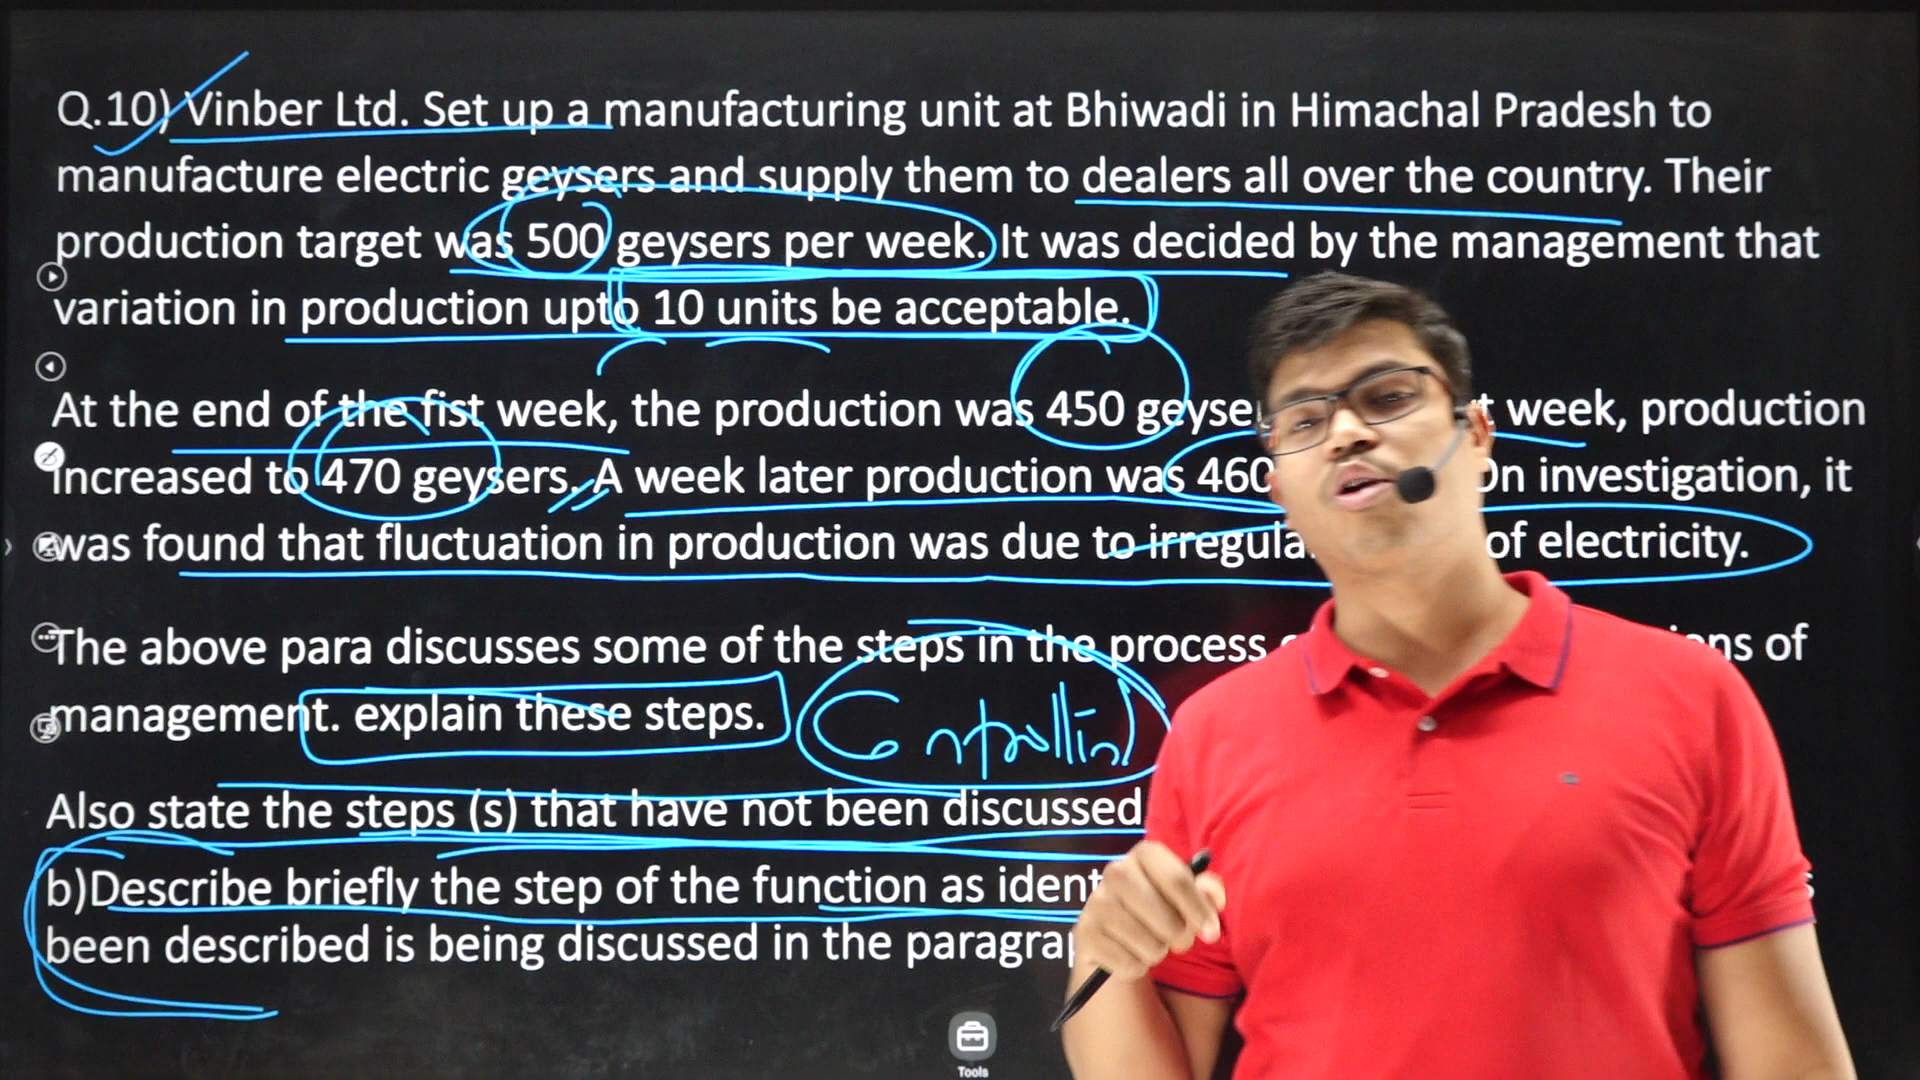 Q.10) Vinber Ltd. Set up a manufacturing unit at Bhiwadi in Himachal Pradesh to
manufacture electric geysers and supply them to dealers all over the country. Their
production target was 500 geysers per week. It was decided by the management that
variation in production upto 10 units be acceptable.
At the end of the fist week, the production was 450 week, production
increased to 470 geysers. A week later production was 460 On investigation, it
was found that fluctuation in production was due to of electricity.
The above para discusses some of the steps in the process of
management. explain these steps.
Controlling
Also state the steps (s) that have not been discussed
b)Describe briefly the step of the function as
been described is being discussed in the
Tools